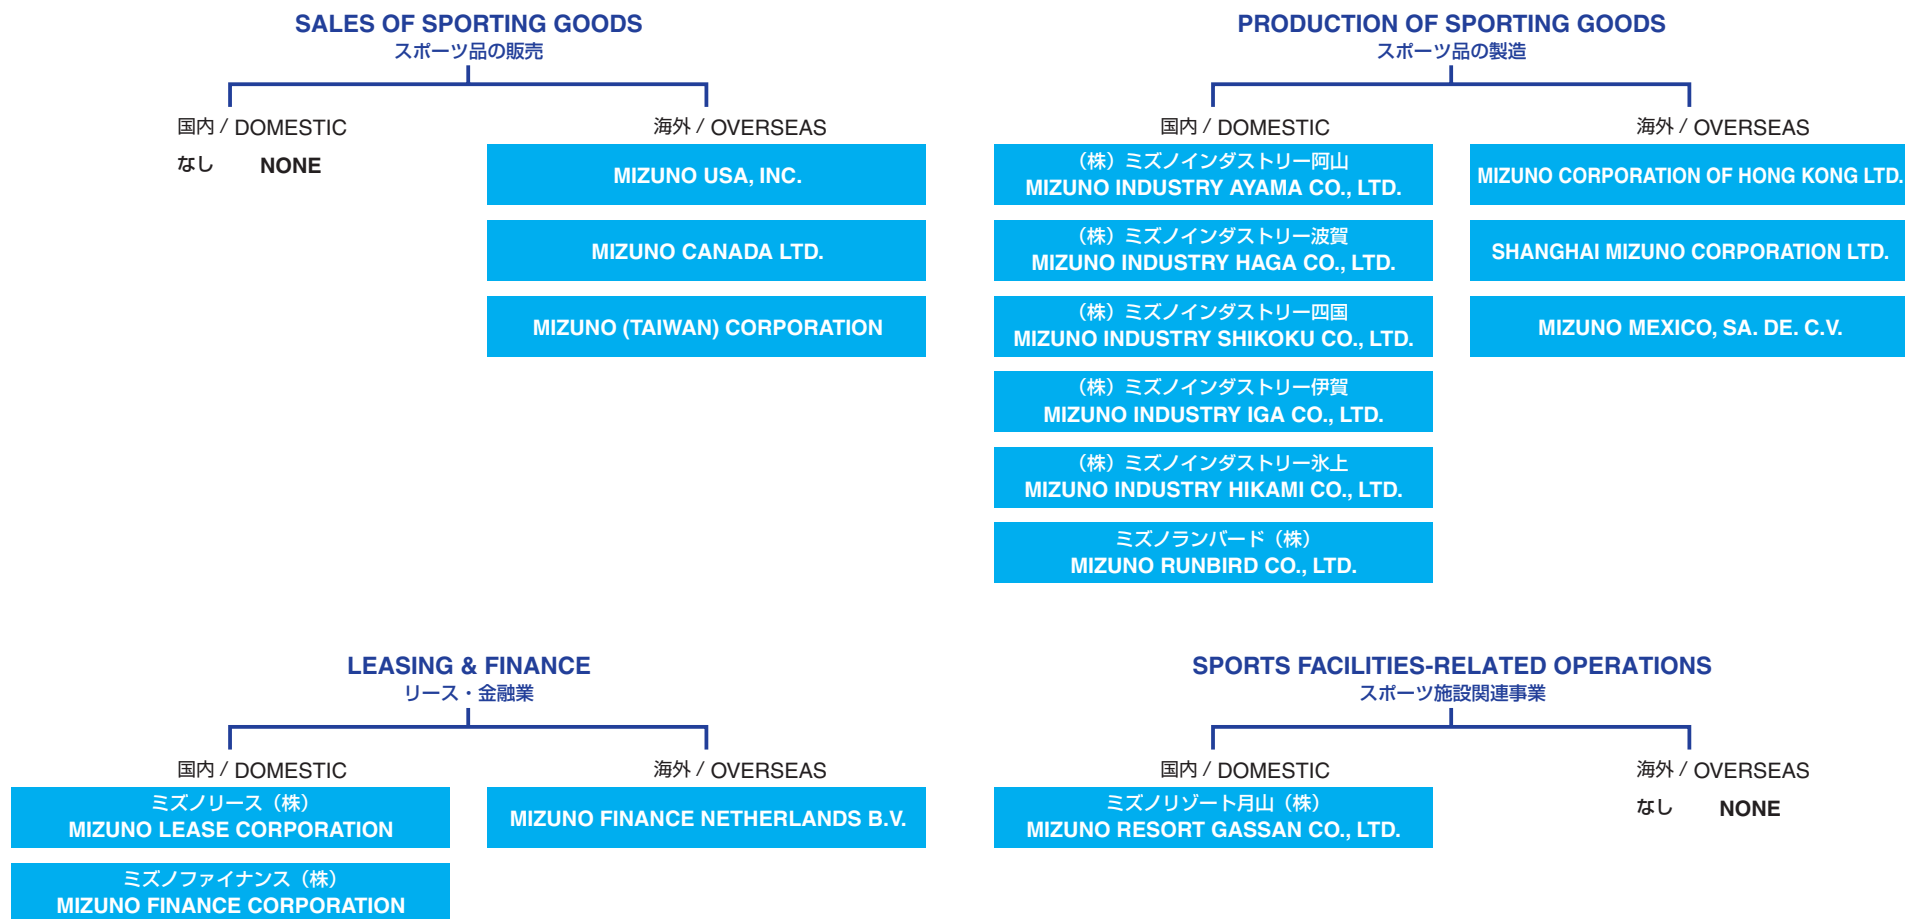 SALES OF SPORTING GOODS
スポーツ品の販売
国内 / DOMESTIC
なし NONE
海外 / OVERSEAS
MIZUNO USA, INC.
MIZUNO CANADA LTD.
MIZUNO (TAIWAN) CORPORATION
PRODUCTION OF SPORTING GOODS
スポーツ品の製造
国内 / DOMESTIC
（株）ミズノインダストリー阿山
MIZUNO INDUSTRY AYAMA CO., LTD.
（株）ミズノインダストリー波賀
MIZUNO INDUSTRY HAGA CO., LTD.
（株）ミズノインダストリー四国
MIZUNO INDUSTRY SHIKOKU CO., LTD.
（株）ミズノインダストリー伊賀
MIZUNO INDUSTRY IGA CO., LTD.
（株）ミズノインダストリー氷上
MIZUNO INDUSTRY HIKAMI CO., LTD.
ミズノランバード（株）
MIZUNO RUNBIRD CO., LTD.
海外 / OVERSEAS
MIZUNO CORPORATION OF HONG KONG LTD.
SHANGHAI MIZUNO CORPORATION LTD.
MIZUNO MEXICO, SA. DE. C.V.
LEASING & FINANCE
リース・金融業
国内 / DOMESTIC
ミズノリース（株）
MIZUNO LEASE CORPORATION
ミズノファイナンス（株）
MIZUNO FINANCE CORPORATION
海外 / OVERSEAS
MIZUNO FINANCE NETHERLANDS B.V.
SPORTS FACILITIES-RELATED OPERATIONS
スポーツ施設関連事業
国内 / DOMESTIC
ミズノリゾート月山（株）
MIZUNO RESORT GASSAN CO., LTD.
海外 / OVERSEAS
なし NONE